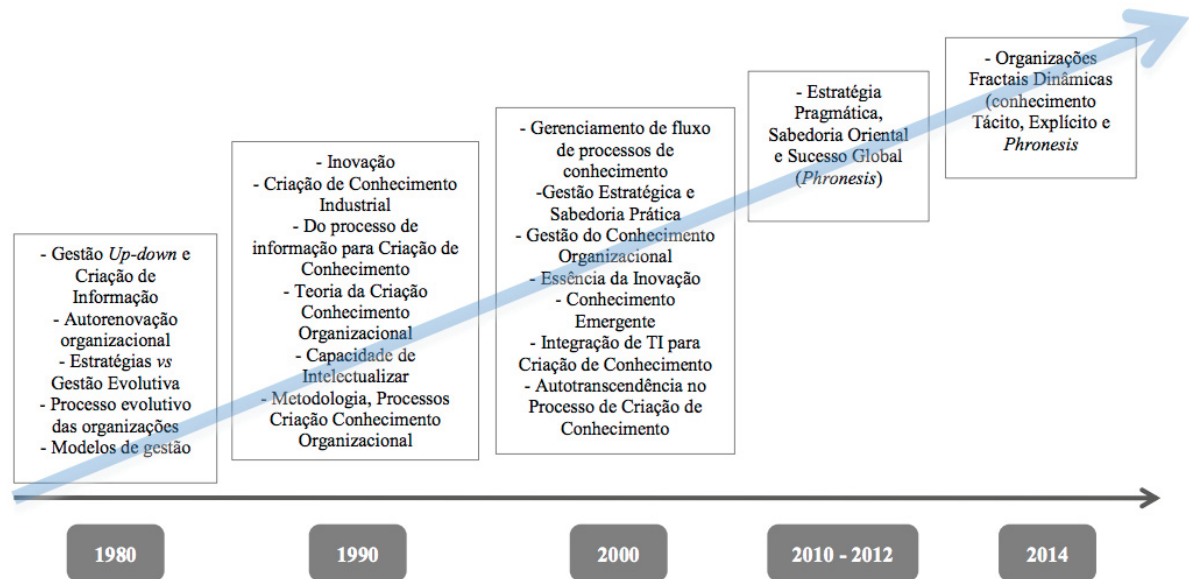 - Gestão Up-down e
Criação de
Informação
- Autorenovação
organizacional
- Estratégias vs
Gestão Evolutiva
- Processo evolutivo
das organizações
- Modelos de gestão
- Inovação
- Criação de Conhecimento
Industrial
- Do processo de
informação para Criação de
Conhecimento
- Teoria da Criação
Conhecimento
Organizacional
- Capacidade de
Intelectualizar
- Metodologia, Processos
Criação Conhecimento
Organizacional
- Gerenciamento de fluxo
de processos de
conhecimento
-Gestão Estratégica e
Sabedoria Prática
- Gestão do Conhecimento
Organizacional
- Essência da Inovação
- Conhecimento
Emergente
- Integração de TI para
Criação de Conhecimento
- Autotranscendência no
Processo de Criação de
Conhecimento
- Estratégia
Pragmática,
Sabedoria Oriental
e Sucesso Global
(Phronesis)
- Organizações
Fractais Dinâmicas
(conhecimento
Tácito, Explícito e
Phronesis
1980
1990
2000
2010 - 2012
2014